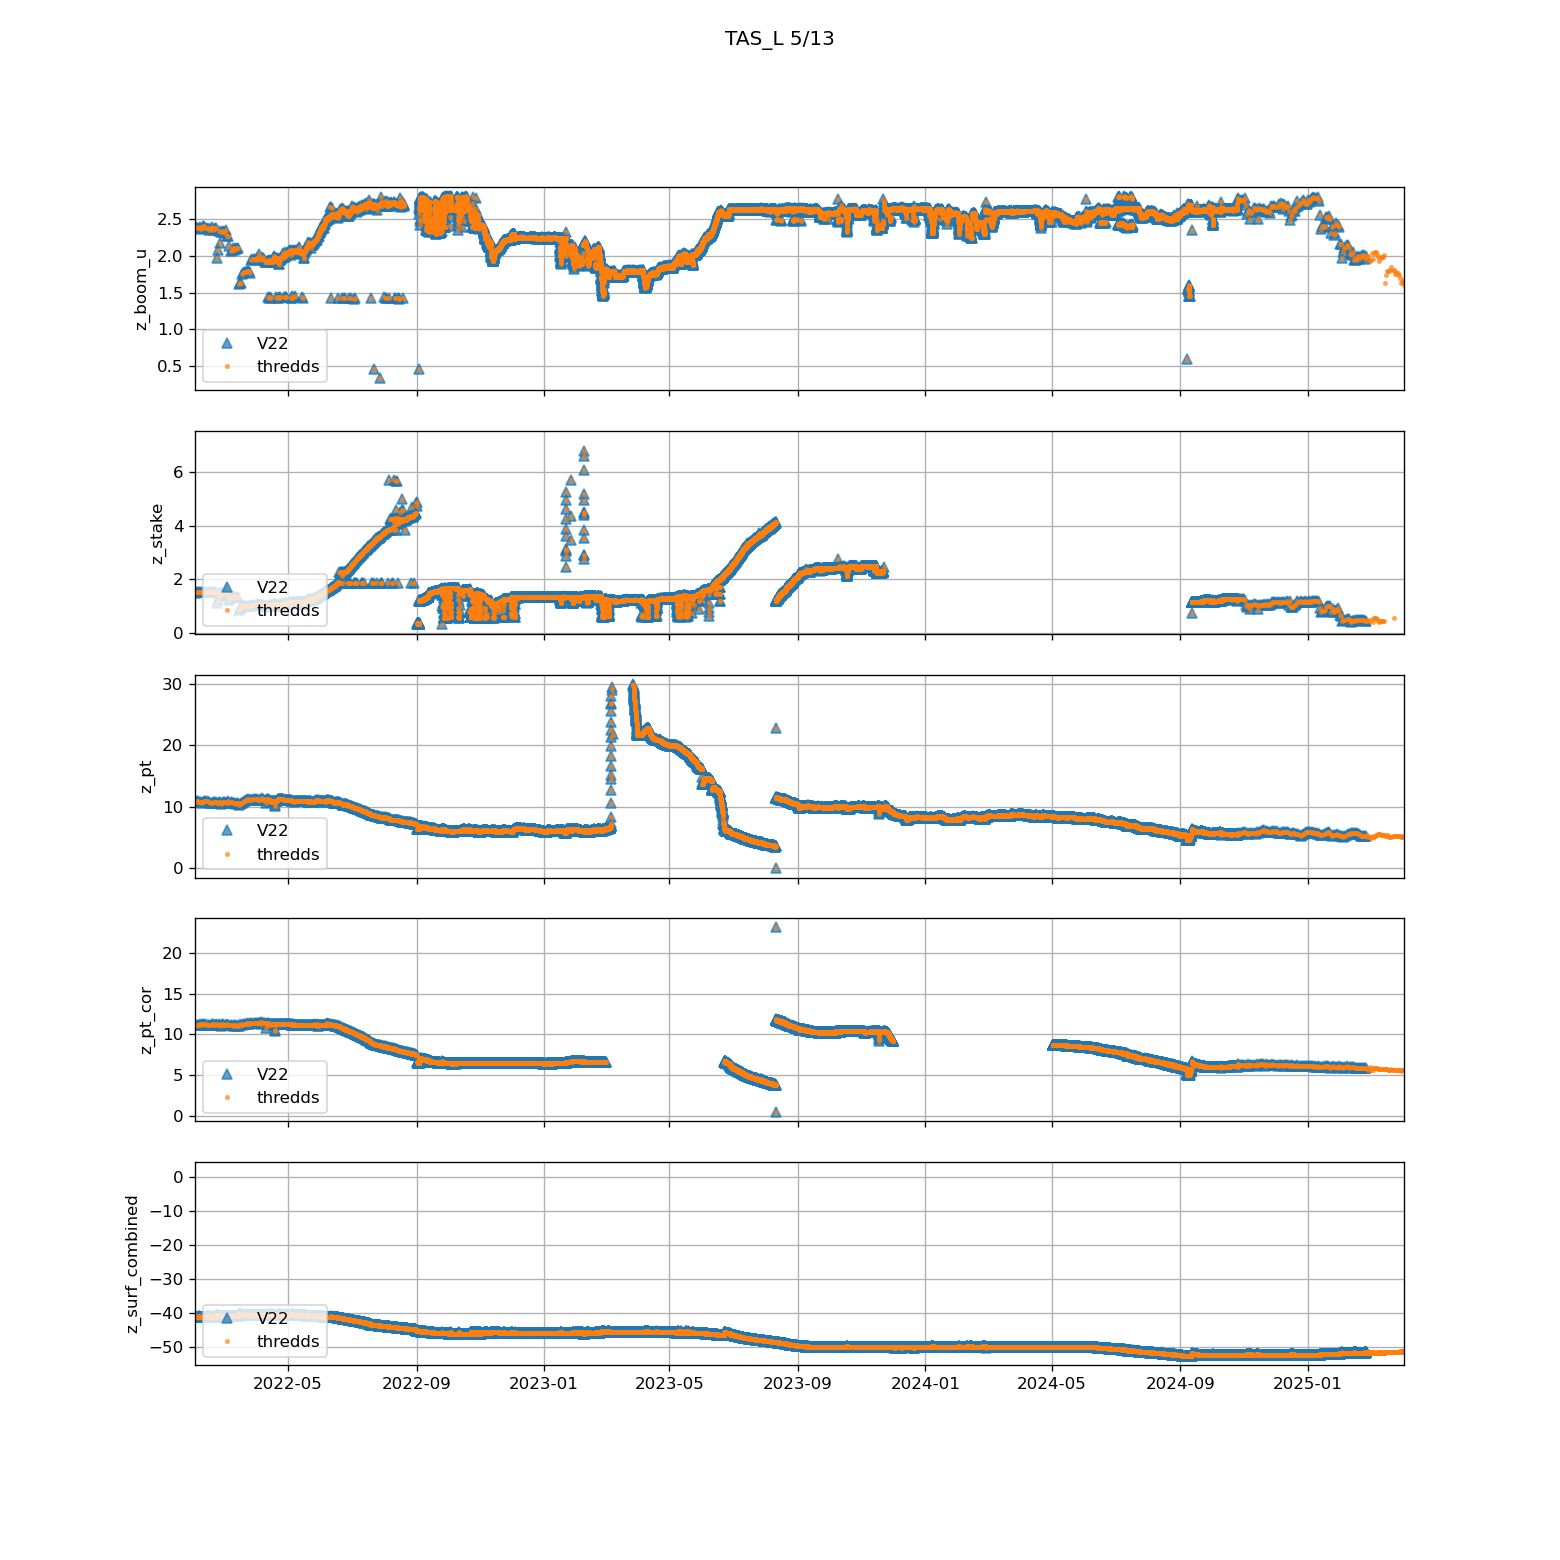 TAS_L 5/13
2.5
2.0
1.5
1.0
0.5
z_boom_u
V22
thredds
6
4
2
0
z_stake
V22
thredds
30
20
10
0
z_pt
V22
thredds
20
15
10
5
0
z_pt_cor
V22
thredds
0
−10
−20
−30
−40
−50
z_surf_combined
V22
thredds
2022-05
2022-09
2023-01
2023-05
2023-09
2024-01
2024-05
2024-09
2025-01